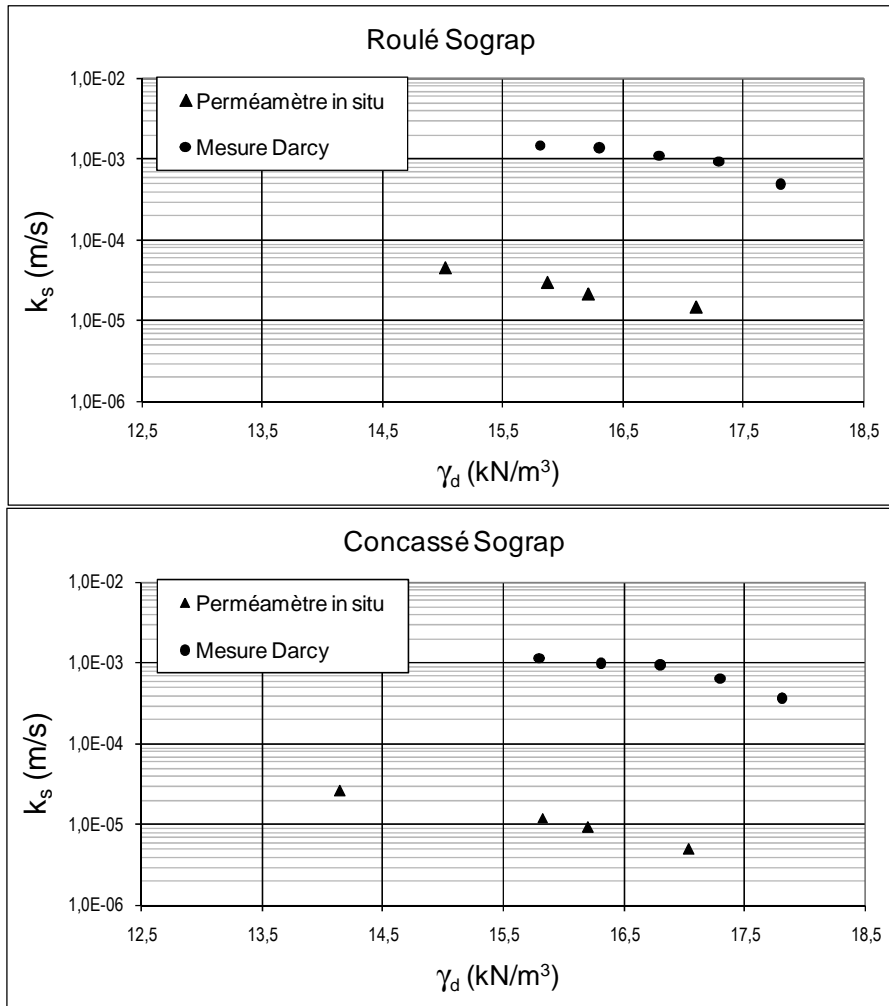 Roulé Sograp
1,0E-02
Perméamètre in situ
Mesure Darcy
1,0E-03
1,0E-04
1,0E-05
1,0E-06
k_s (m/s)
12,5 13,5 14,5 15,5 16,5 17,5 18,5
γ_d (kN/m³)
Concassé Sograp
1,0E-02
Perméamètre in situ
Mesure Darcy
1,0E-03
1,0E-04
1,0E-05
1,0E-06
k_s (m/s)
12,5 13,5 14,5 15,5 16,5 17,5 18,5
γ_d (kN/m³)